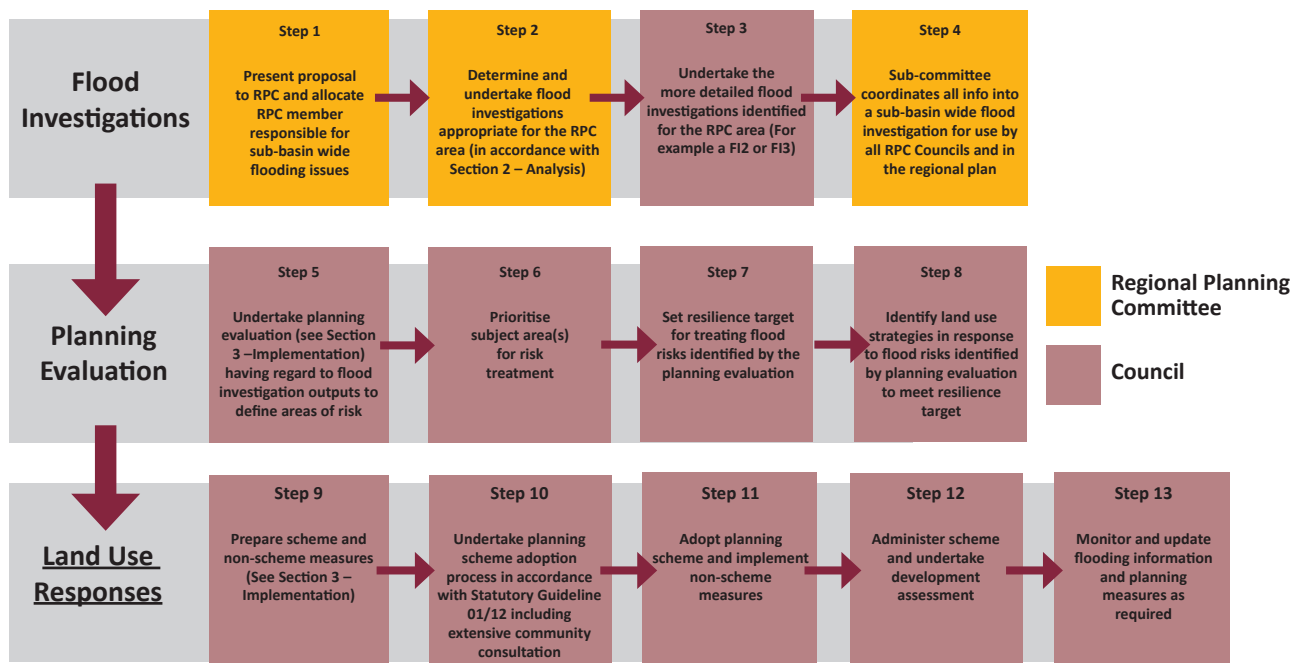 Flood
Investigations
Step 1
Present proposal
to RPC and allocate
RPC member
responsible for
sub-basin wide
flooding issues
Step 2
Determine and
undertake flood
investigations
appropriate for the RPC
area (in accordance with
Section 2 – Analysis)
Step 3
Undertake the
more detailed flood
investigations identified
for the RPC area (For
example a FI2 or FI3)
Step 4
Sub-committee
coordinates all info into
a sub-basin wide flood
investigation for use by
all RPC Councils and in
the regional plan
Planning
Evaluation
Step 5
Undertake planning
evaluation (see Section
3 –Implementation)
having regard to flood
investigation outputs to
define areas of risk
Step 6
Prioritise
subject area(s)
for risk
treatment
Step 7
Set resilience target
for treating flood
risks identified by the
planning evaluation
Step 8
Identify land use
strategies in response
to flood risks identified
by planning evaluation
to meet resilience
target
Regional Planning
Committee
Council
Land Use
Responses
Step 9
Prepare scheme and
non-scheme measures
(See Section 3 –
Implementation)
Step 10
Undertake planning
scheme adoption
process in accordance
with Statutory Guideline
01/12 including
extensive community
consultation
Step 11
Adopt planning
scheme and implement
non-scheme
measures
Step 12
Administer scheme
and undertake
development
assessment
Step 13
Monitor and update
flooding information
and planning
measures as
required